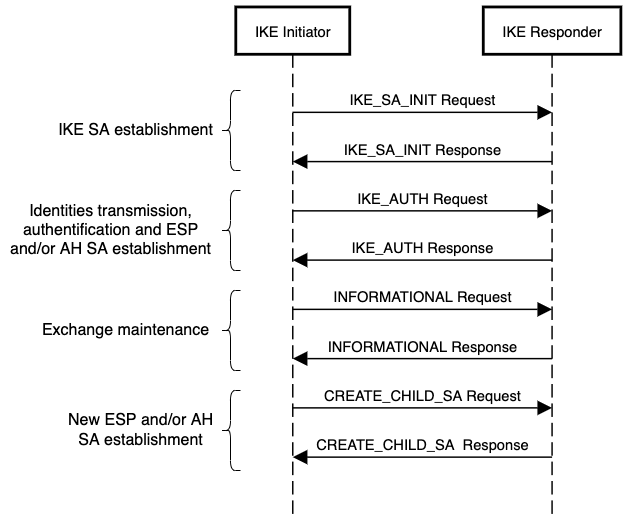 IKE Initiator
IKE Responder
IKE SA establishment
IKE_SA_INIT Request
IKE_SA_INIT Response
Identities transmission,
authentification and ESP
and/or AH SA establishment
IKE_AUTH Request
IKE_AUTH Response
Exchange maintenance
INFORMATIONAL Request
INFORMATIONAL Response
New ESP and/or AH
SA establishment
CREATE_CHILD_SA Request
CREATE_CHILD_SA  Response